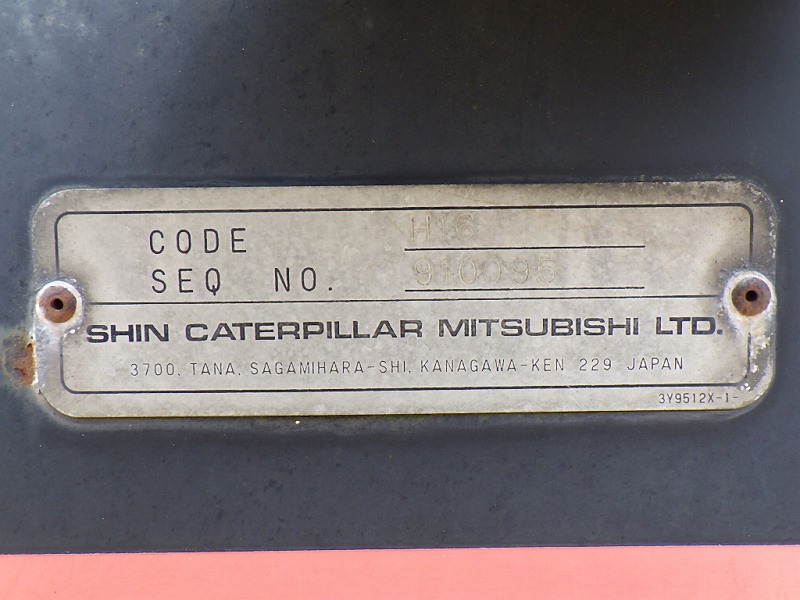 CODE H16
SEQ NO. 910095
SHIN CATERPILLAR MITSUBISHI LTD.
3700, TANA, SAGAMIHARA-SHI, KANAGAWA-KEN 229 JAPAN
3Y9512X-1-